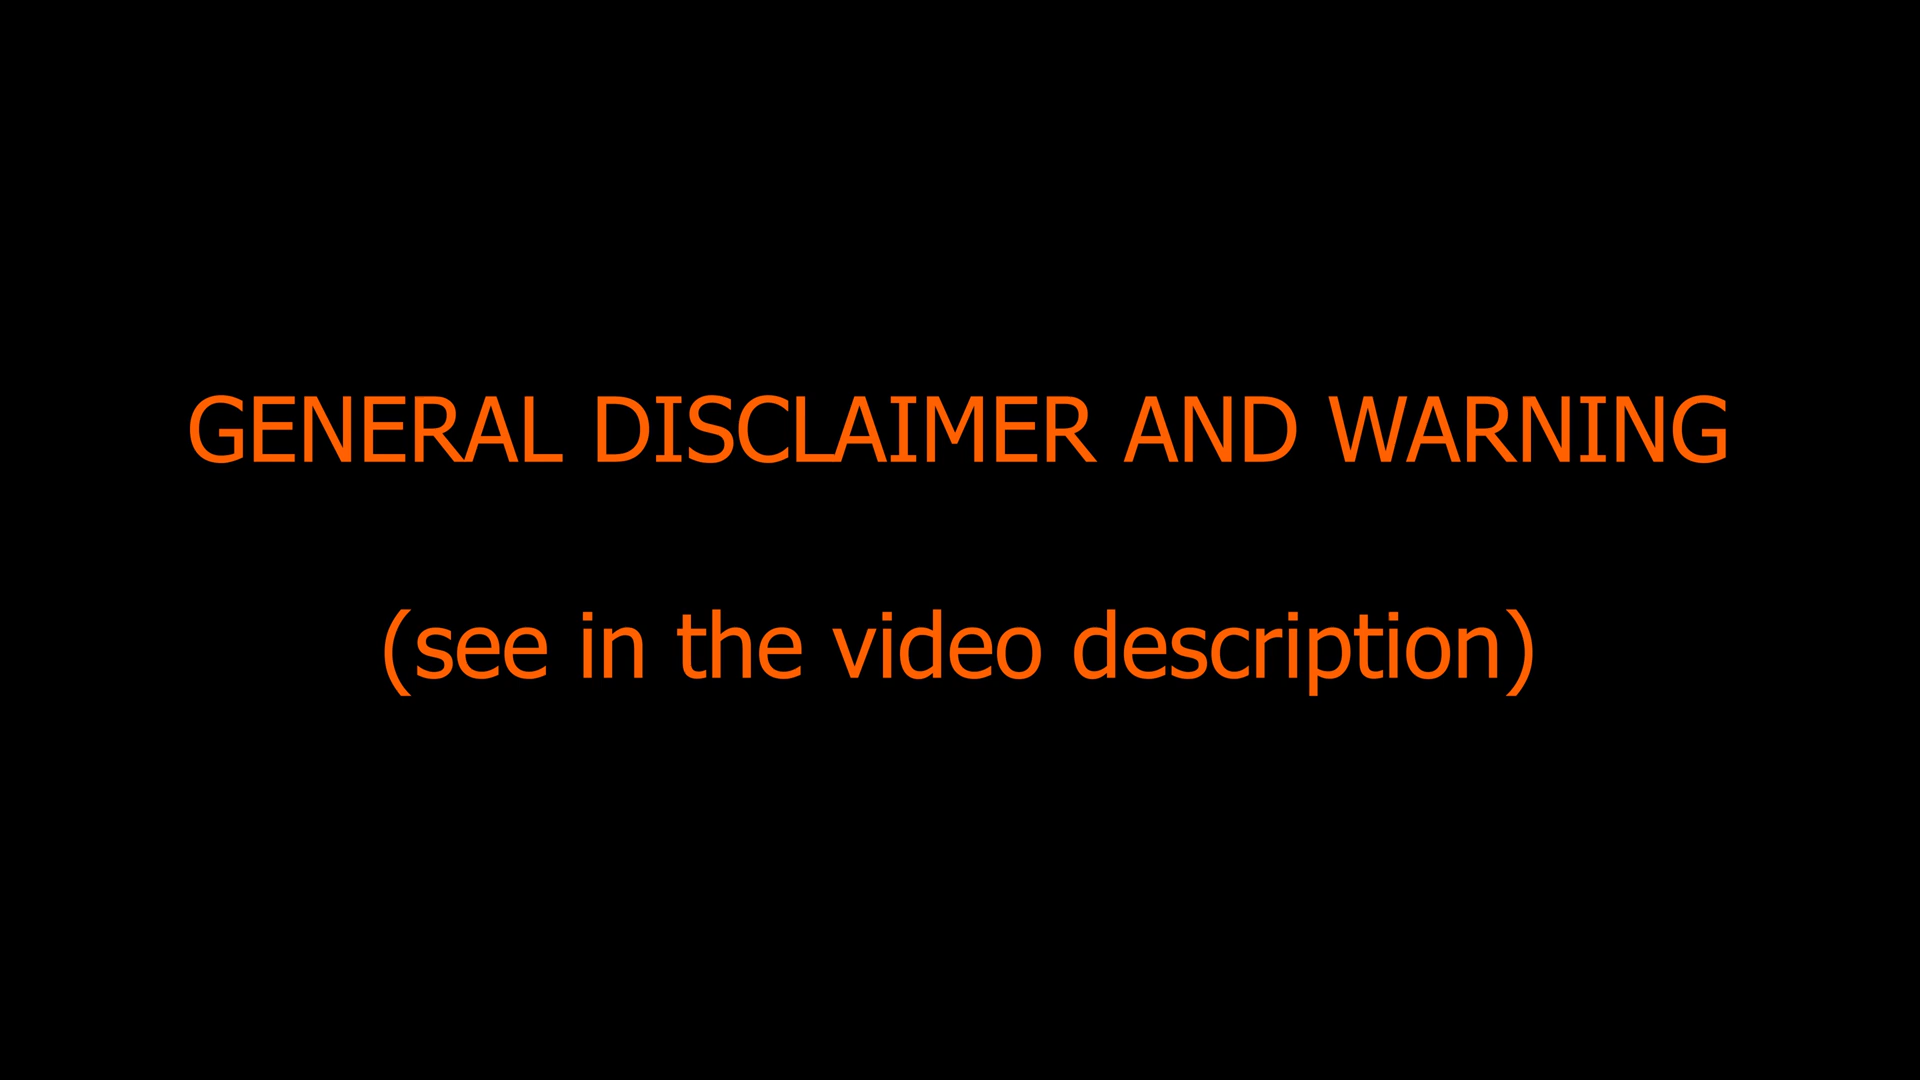 GENERAL DISCLAIMER AND WARNING
(see in the video description)